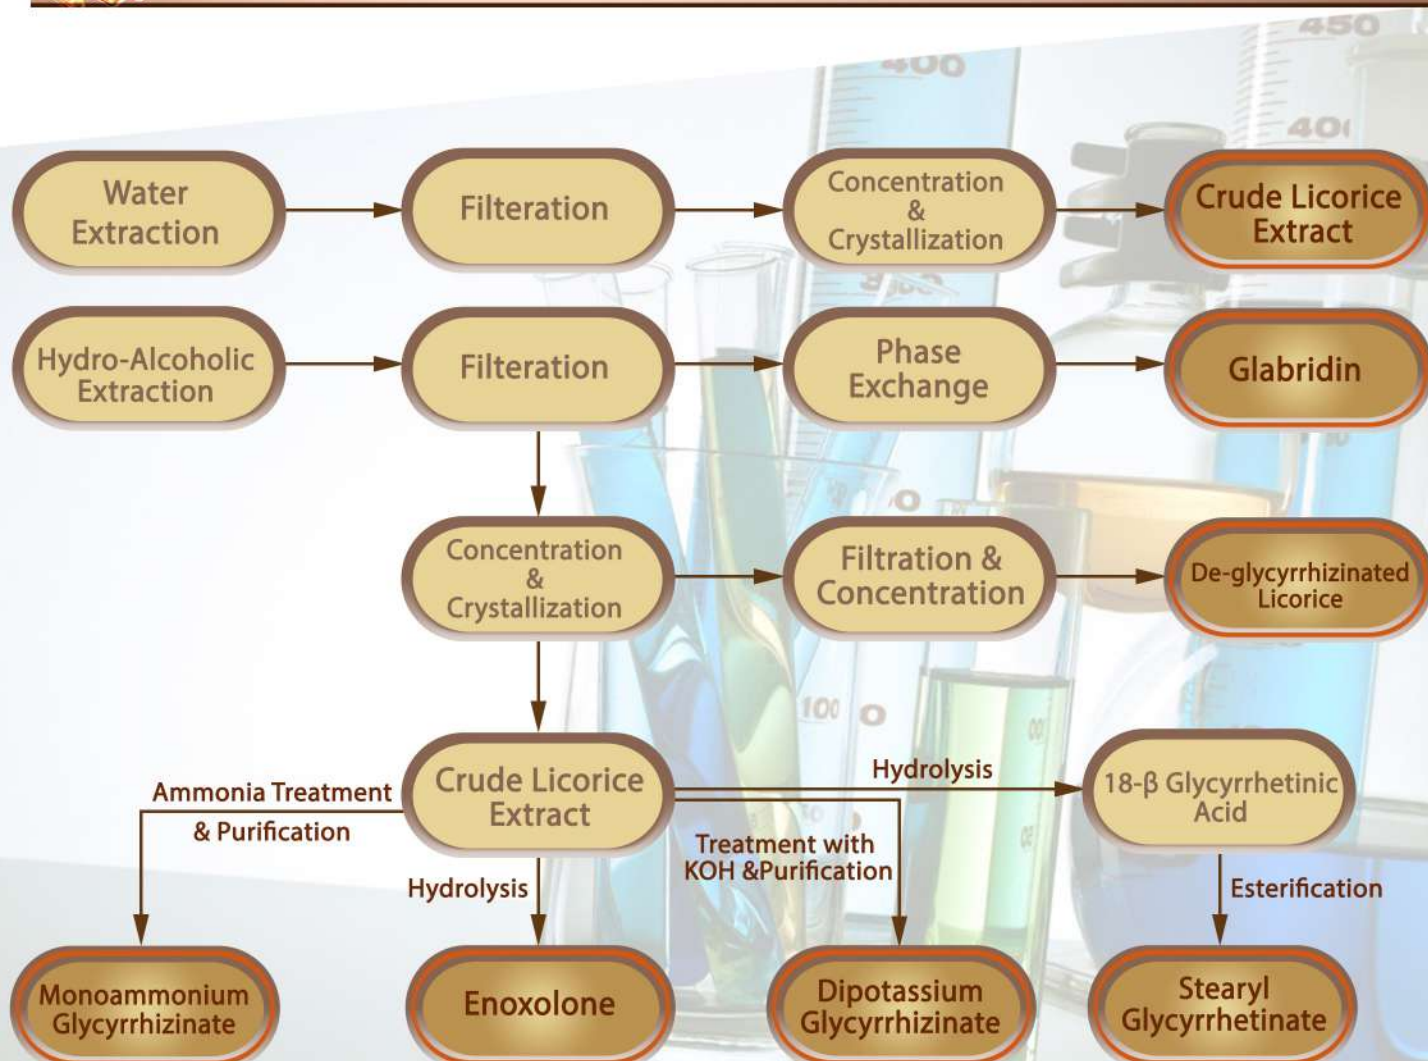 450
400
400
Water
Extraction
Filteration
Concentration
&
Crystallization
Crude Licorice
Extract
Hydro-Alcoholic
Extraction
Filteration
Phase
Exchange
Glabridin
Concentration
&
Crystallization
Filtration &
Concentration
De-glycyrrhizinated
Licorice
100
Crude Licorice
Extract
Hydrolysis
18-β Glycyrrhetinic
Acid
Ammonia Treatment
& Purification
Treatment with
KOH &Purification
Hydrolysis
Esterification
Monoammonium
Glycyrrhizinate
Enoxolone
Dipotassium
Glycyrrhizinate
Stearyl
Glycyrrhetinate